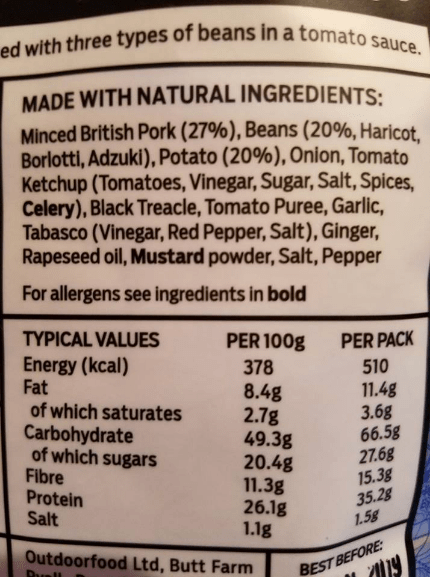 ed with three types of beans in a tomato sauce.
MADE WITH NATURAL INGREDIENTS:
Minced British Pork (27%), Beans (20%, Haricot,
Borlotti, Adzuki), Potato (20%), Onion, Tomato
Ketchup (Tomatoes, Vinegar, Sugar, Salt, Spices,
Celery), Black Treacle, Tomato Puree, Garlic,
Tabasco (Vinegar, Red Pepper, Salt), Ginger,
Rapeseed oil, Mustard powder, Salt, Pepper
For allergens see ingredients in bold
TYPICAL VALUES PER 100g PER PACK
Energy (kcal) 378 510
Fat 8.4g 11.4g
of which saturates 2.7g 3.6g
Carbohydrate 49.3g 66.5g
of which sugars 20.4g 27.6g
Fibre 11.3g 15.3g
Protein 26.1g 35.2g
Salt 1.1g 1.5g
Outdoorfood Ltd, Butt Farm BEST BEFORE: